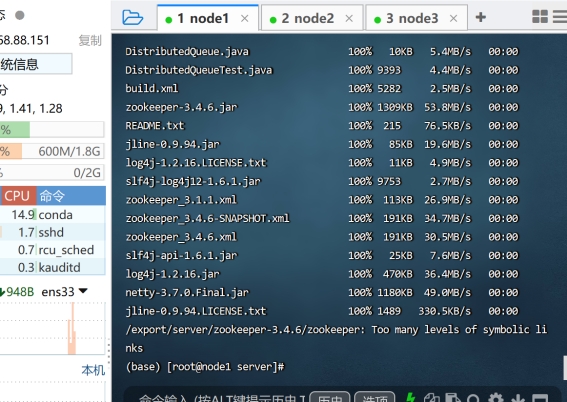 态
1 node1
2 node2
3 node3
68.88.151
复制
统信息
分
9, 1.41, 1.28
%
% 600M/1.8G
0/2G
CPU 命令
14.9 conda
1.7 sshd
0.7 rcu_sched
0.3 kauditd
948B ens33
本机
DistributedQueue.java 100% 10KB 5.4MB/s 00:00
DistributedQueueTest.java 100% 9393 4.4MB/s 00:00
build.xml 100% 5282 2.5MB/s 00:00
zookeeper-3.4.6.jar 100% 1309KB 53.8MB/s 00:00
README.txt 100% 215 76.5KB/s 00:00
jline-0.9.94.jar 100% 85KB 19.6MB/s 00:00
log4j-1.2.16.LICENSE.txt 100% 11KB 4.9MB/s 00:00
slf4j-log4j12-1.6.1.jar 100% 9753 2.7MB/s 00:00
zookeeper_3.1.1.xml 100% 113KB 26.9MB/s 00:00
zookeeper_3.4.6-SNAPSHOT.xml 100% 191KB 34.7MB/s 00:00
zookeeper_3.4.6.xml 100% 191KB 30.5MB/s 00:00
slf4j-api-1.6.1.jar 100% 25KB 7.6MB/s 00:00
log4j-1.2.16.jar 100% 470KB 36.4MB/s 00:00
netty-3.7.0.Final.jar 100% 1180KB 49.0MB/s 00:00
jline-0.9.94.LICENSE.txt 100% 1489 330.5KB/s 00:00
/export/server/zookeeper-3.4.6/zookeeper: Too many levels of symbolic li
nks
(base) [root@node1 server]#
命令输入 (按ALT键提示历史,T
历史
选项